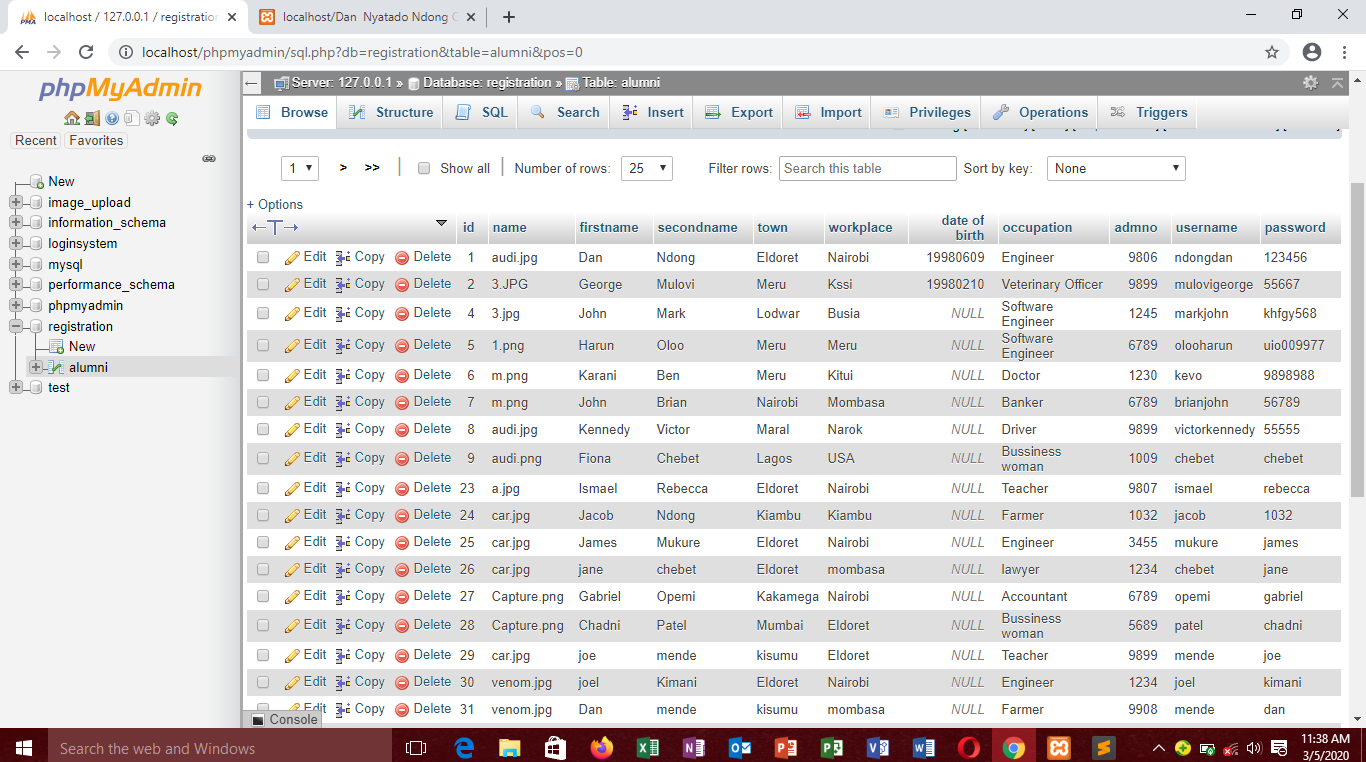 localhost / 127.0.0.1 / registration
localhost/Dan Nyatado Ndong
localhost/phpmyadmin/sql.php?db=registration&table=alumni&pos=0
phpMyAdmin
Recent Favorites
New
image_upload
information_schema
loginsystem
mysql
performance_schema
phpmyadmin
registration
New
alumni
test
Server: 127.0.0.1 » Database: registration » Table: alumni
Browse Structure SQL Search Insert Export Import Privileges Operations Triggers
1 > >> Show all Number of rows: 25 Filter rows: Search this table Sort by key: None
+ Options
←T→ id name firstname secondname town workplace date of birth occupation admno username password
Edit Copy Delete 1 audi.jpg Dan Ndong Eldoret Nairobi 19980609 Engineer 9806 ndongdan 123456
Edit Copy Delete 2 3.JPG George Mulovi Meru Kssi 19980210 Veterinary Officer 9899 mulovigeorge 55667
Edit Copy Delete 4 3.jpg John Mark Lodwar Busia NULL Software Engineer 1245 markjohn khfgy568
Edit Copy Delete 5 1.png Harun Oloo Meru Meru NULL Software Engineer 6789 olooharun uio009977
Edit Copy Delete 6 m.png Karani Ben Meru Kitui NULL Doctor 1230 kevo 9898988
Edit Copy Delete 7 m.png John Brian Nairobi Mombasa NULL Banker 6789 brianjohn 56789
Edit Copy Delete 8 audi.jpg Kennedy Victor Maral Narok NULL Driver 9899 victorkennedy 55555
Edit Copy Delete 9 audi.png Fiona Chebet Lagos USA NULL Bussiness woman 1009 chebet chebet
Edit Copy Delete 23 a.jpg Ismael Rebecca Eldoret Nairobi NULL Teacher 9807 ismael rebecca
Edit Copy Delete 24 car.jpg Jacob Ndong Kiambu Kiambu NULL Farmer 1032 jacob 1032
Edit Copy Delete 25 car.jpg James Mukure Eldoret Nairobi NULL Engineer 3455 mukure james
Edit Copy Delete 26 car.jpg jane chebet Eldoret mombasa NULL lawyer 1234 chebet jane
Edit Copy Delete 27 Capture.png Gabriel Opemi Kakamega Nairobi NULL Accountant 6789 opemi gabriel
Edit Copy Delete 28 Capture.png Chadni Patel Mumbai Eldoret NULL Bussiness woman 5689 patel chadni
Edit Copy Delete 29 car.jpg joe mende kisumu Eldoret NULL Teacher 9899 mende joe
Edit Copy Delete 30 venom.jpg joel Kimani Eldoret Nairobi NULL Engineer 1234 joel kimani
Edit Copy Delete 31 venom.jpg Dan mende kisumu mombasa NULL Farmer 9908 mende dan
Console
Search the web and Windows
11:38 AM
3/5/2020